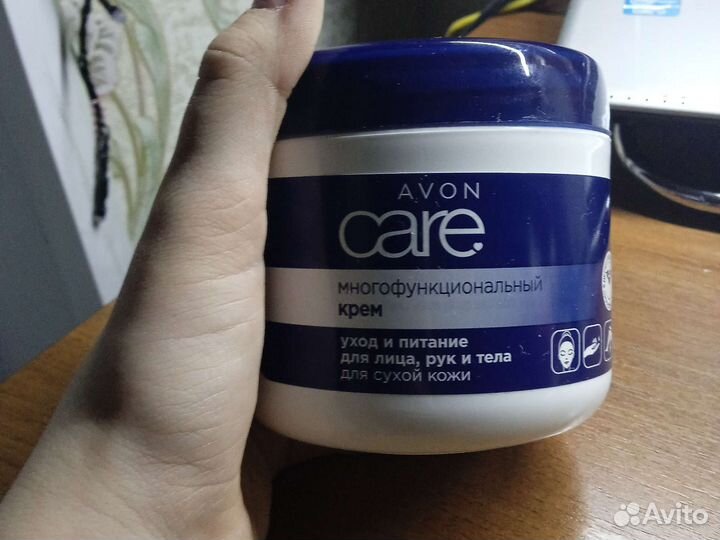 AVON
care
многофункциональный
крем
уход и питание
для лица, рук и тела
для сухой кожи
Avito